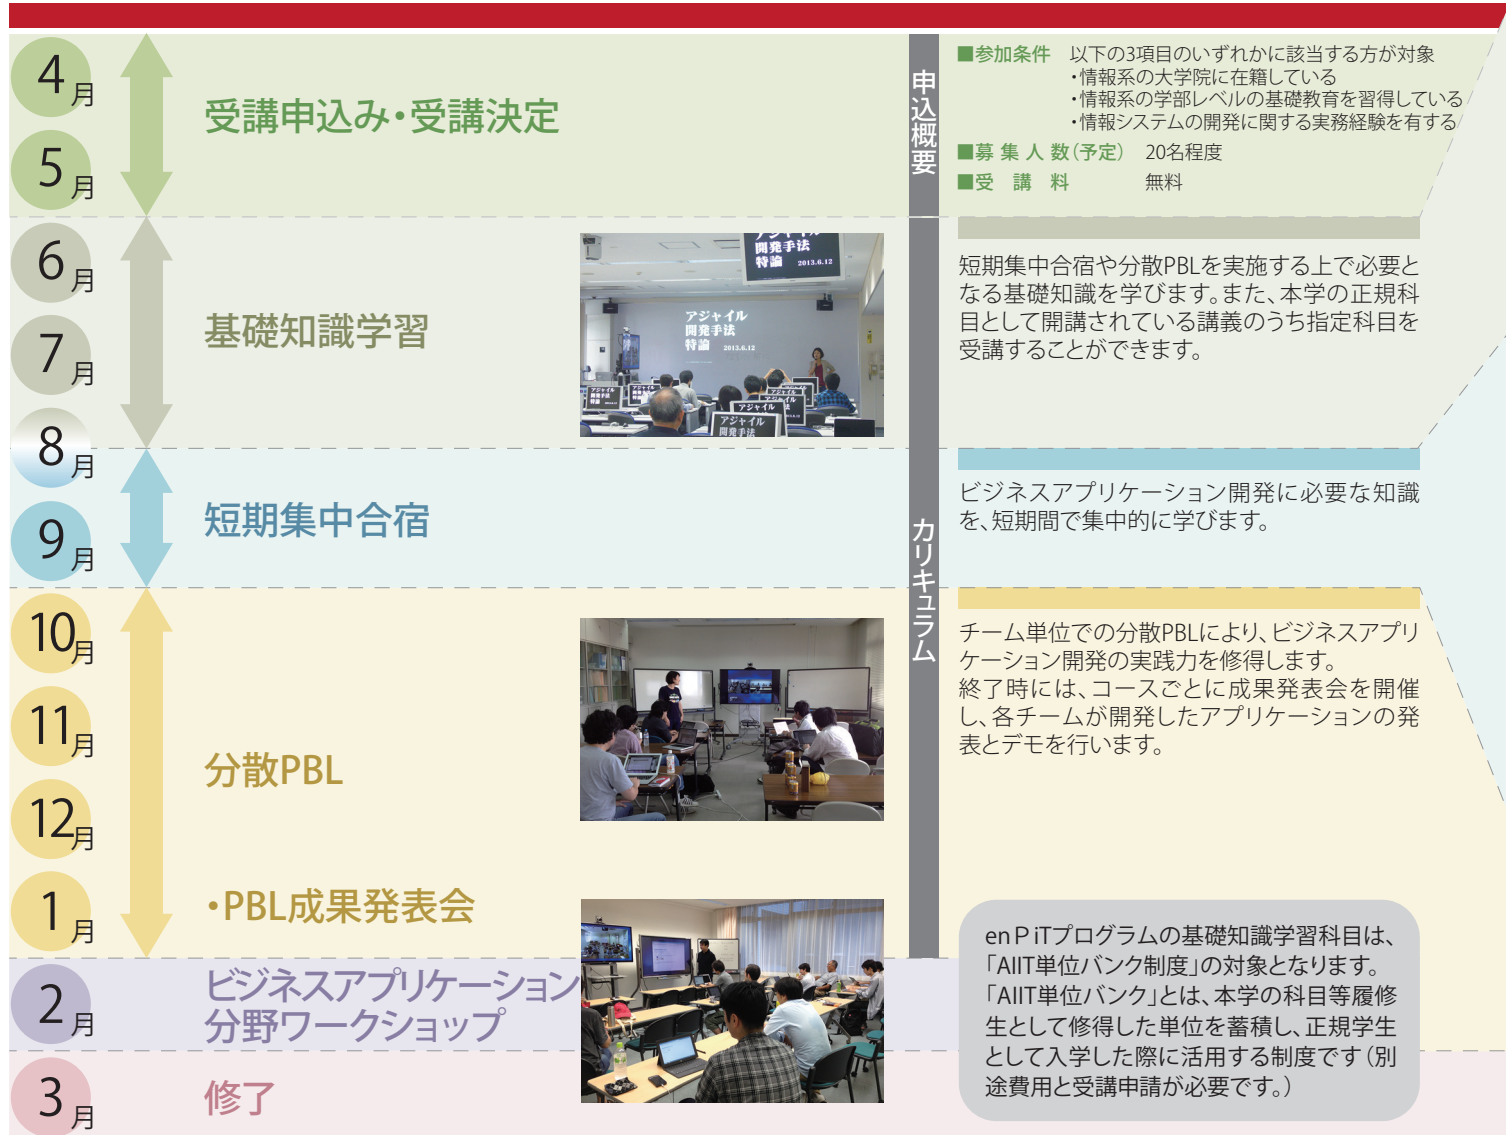 4月
5月
受講申込み・受講決定
申込概要
■参加条件 以下の3項目のいずれかに該当する方が対象
・情報系の大学院に在籍している
・情報系の学部レベルの基礎教育を習得している
・情報システムの開発に関する実務経験を有する
■募集人数(予定) 20名程度
■受講料 無料
6月
7月
8月
基礎知識学習
アジャイル
開発手法
特論 2013.6.12
アジャイル
開発手法
特論 2013.6.12
アジャイル
開発手法
カリキュラム
短期集中合宿や分散PBLを実施する上で必要と
なる基礎知識を学びます。また、本学の正規科
目として開講されている講義のうち指定科目を
受講することができます。
9月
短期集中合宿
ビジネスアプリケーション開発に必要な知識
を、短期間で集中的に学びます。
10月
11月
12月
1月
分散PBL
・PBL成果発表会
チーム単位での分散PBLにより、ビジネスアプリ
ケーション開発の実践力を修得します。
終了時には、コースごとに成果発表会を開催
し、各チームが開発したアプリケーションの発
表とデモを行います。
2月
ビジネスアプリケーション
分野ワークショップ
3月
修了
enPiTプログラムの基礎知識学習科目は、
「AIIT単位バンク制度」の対象となります。
「AIIT単位バンク」とは、本学の科目等履修
生として修得した単位を蓄積し、正規学生
として入学した際に活用する制度です(別
途費用と受講申請が必要です。)